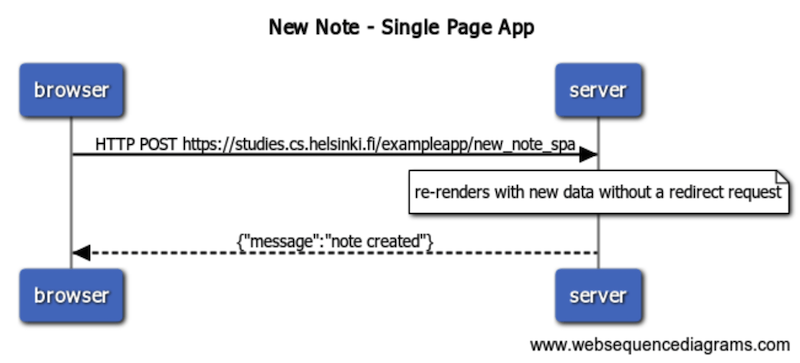 New Note - Single Page App
browser
server
HTTP POST https://studies.cs.helsinki.fi/exampleapp/new_note_spa
re-renders with new data without a redirect request
{"message":"note created"}
browser
server
www.websequencediagrams.com